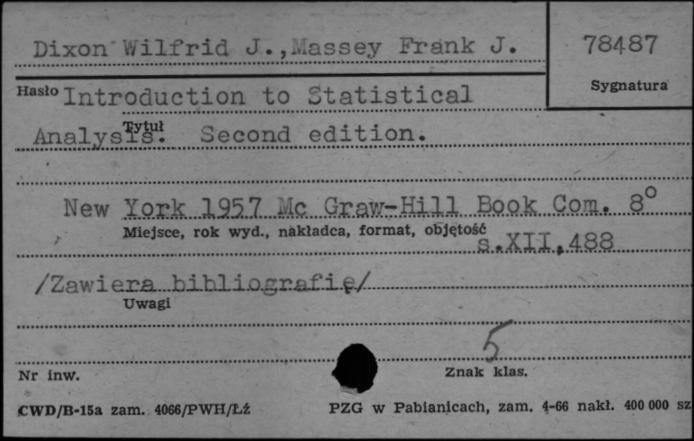 Dixon Wilfrid J.,Massey Frank J.
78487
Sygnatura
Hasło Introduction to Statistical
Tytuł
Analysis. Second edition.
New York 1957 Mc Graw-Hill Book Com. 8°
Miejsce, rok wyd., nakładca, format, objętość
s.XII,488
/Zawiera bibliografię/
Uwagi
5
Nr inw.
Znak klas.
CWD/B-15a zam. 4066/PWH/Łź
PZG w Pabianicach, zam. 4-66 nakł. 400 000 sz